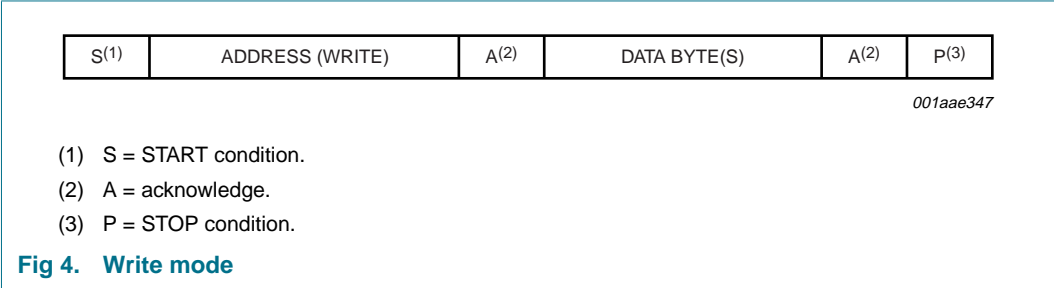 S(1) ADDRESS (WRITE) A(2) DATA BYTE(S) A(2) P(3)
001aae347
(1) S = START condition.
(2) A = acknowledge.
(3) P = STOP condition.
Fig 4. Write mode